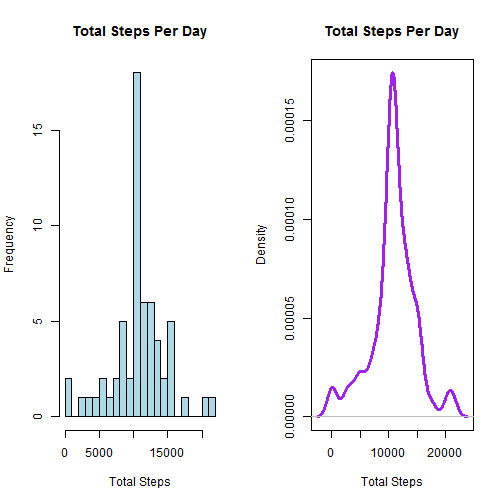 Total Steps Per Day
Frequency
15
10
5
0
0
5000
15000
Total Steps
Total Steps Per Day
Density
0.00015
0.00010
0.00005
0.00000
0
10000
20000
Total Steps